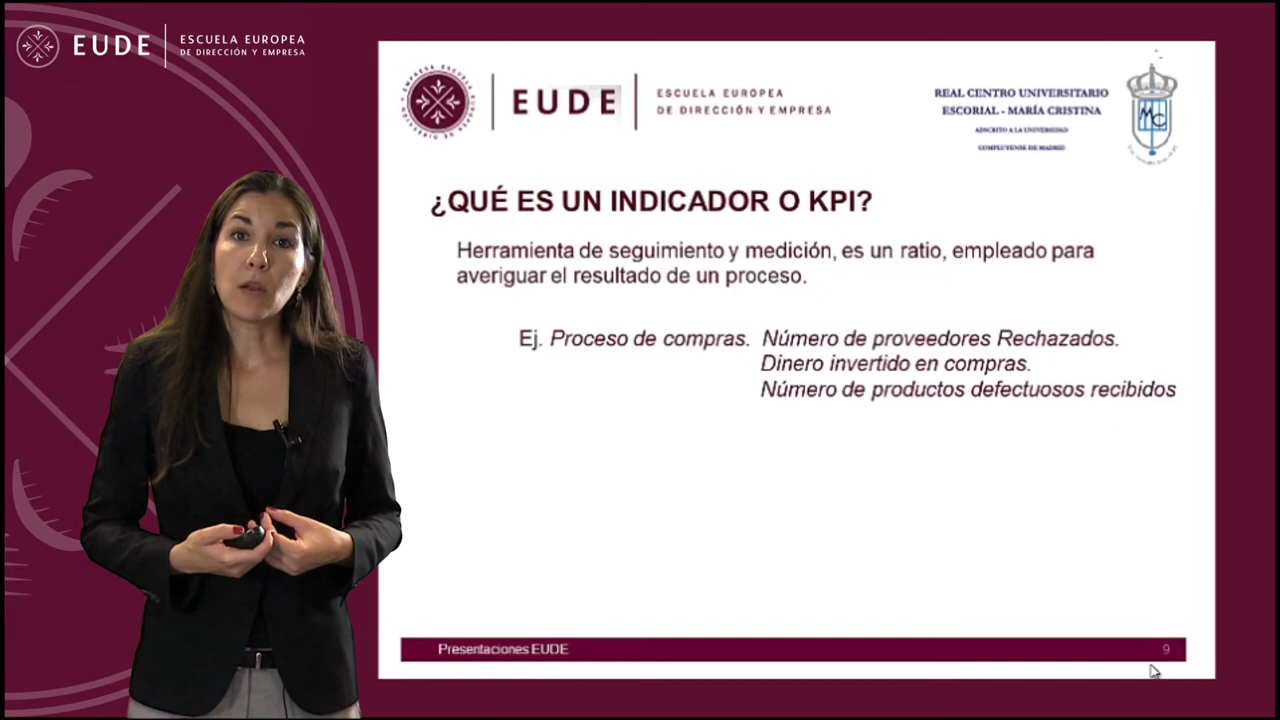 EUDE
ESCUELA EUROPEA
DE DIRECCIÓN Y EMPRESA
EUDE
ESCUELA EUROPEA
DE DIRECCIÓN Y EMPRESA
REAL CENTRO UNIVERSITARIO
ESCORIAL - MARÍA CRISTINA
ADSCRITO A LA UNIVERSIDAD
COMPLUTENSE DE MADRID
¿QUÉ ES UN INDICADOR O KPI?
Herramienta de seguimiento y medición, es un ratio, empleado para
averiguar el resultado de un proceso.
Ej. Proceso de compras. Número de proveedores Rechazados.
Dinero invertido en compras.
Número de productos defectuosos recibidos
Presentaciones EUDE 9